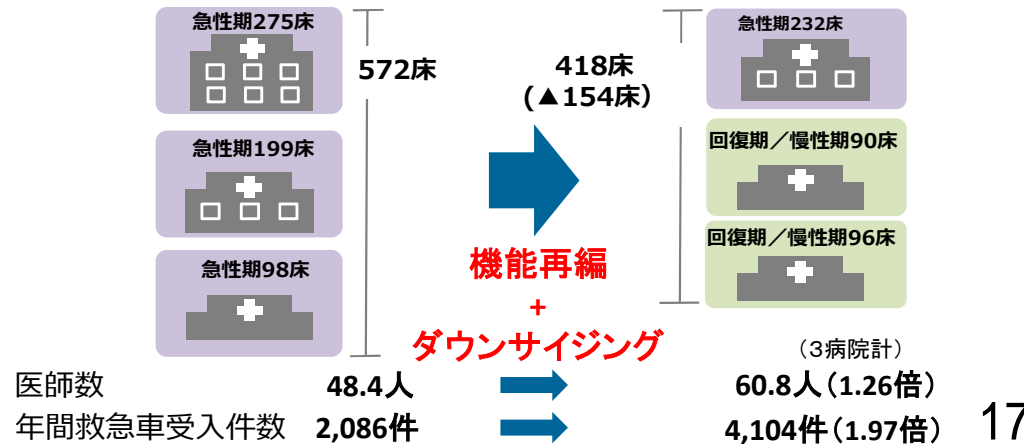 急性期275床
572床
急性期199床
急性期98床
418床
(▲154床)
機能再編
+
ダウンサイジング
急性期232床
回復期／慢性期90床
回復期／慢性期96床
(3病院計)
医師数 48.4人 60.8人(1.26倍)
年間救急車受入件数 2,086件 4,104件(1.97倍)
17